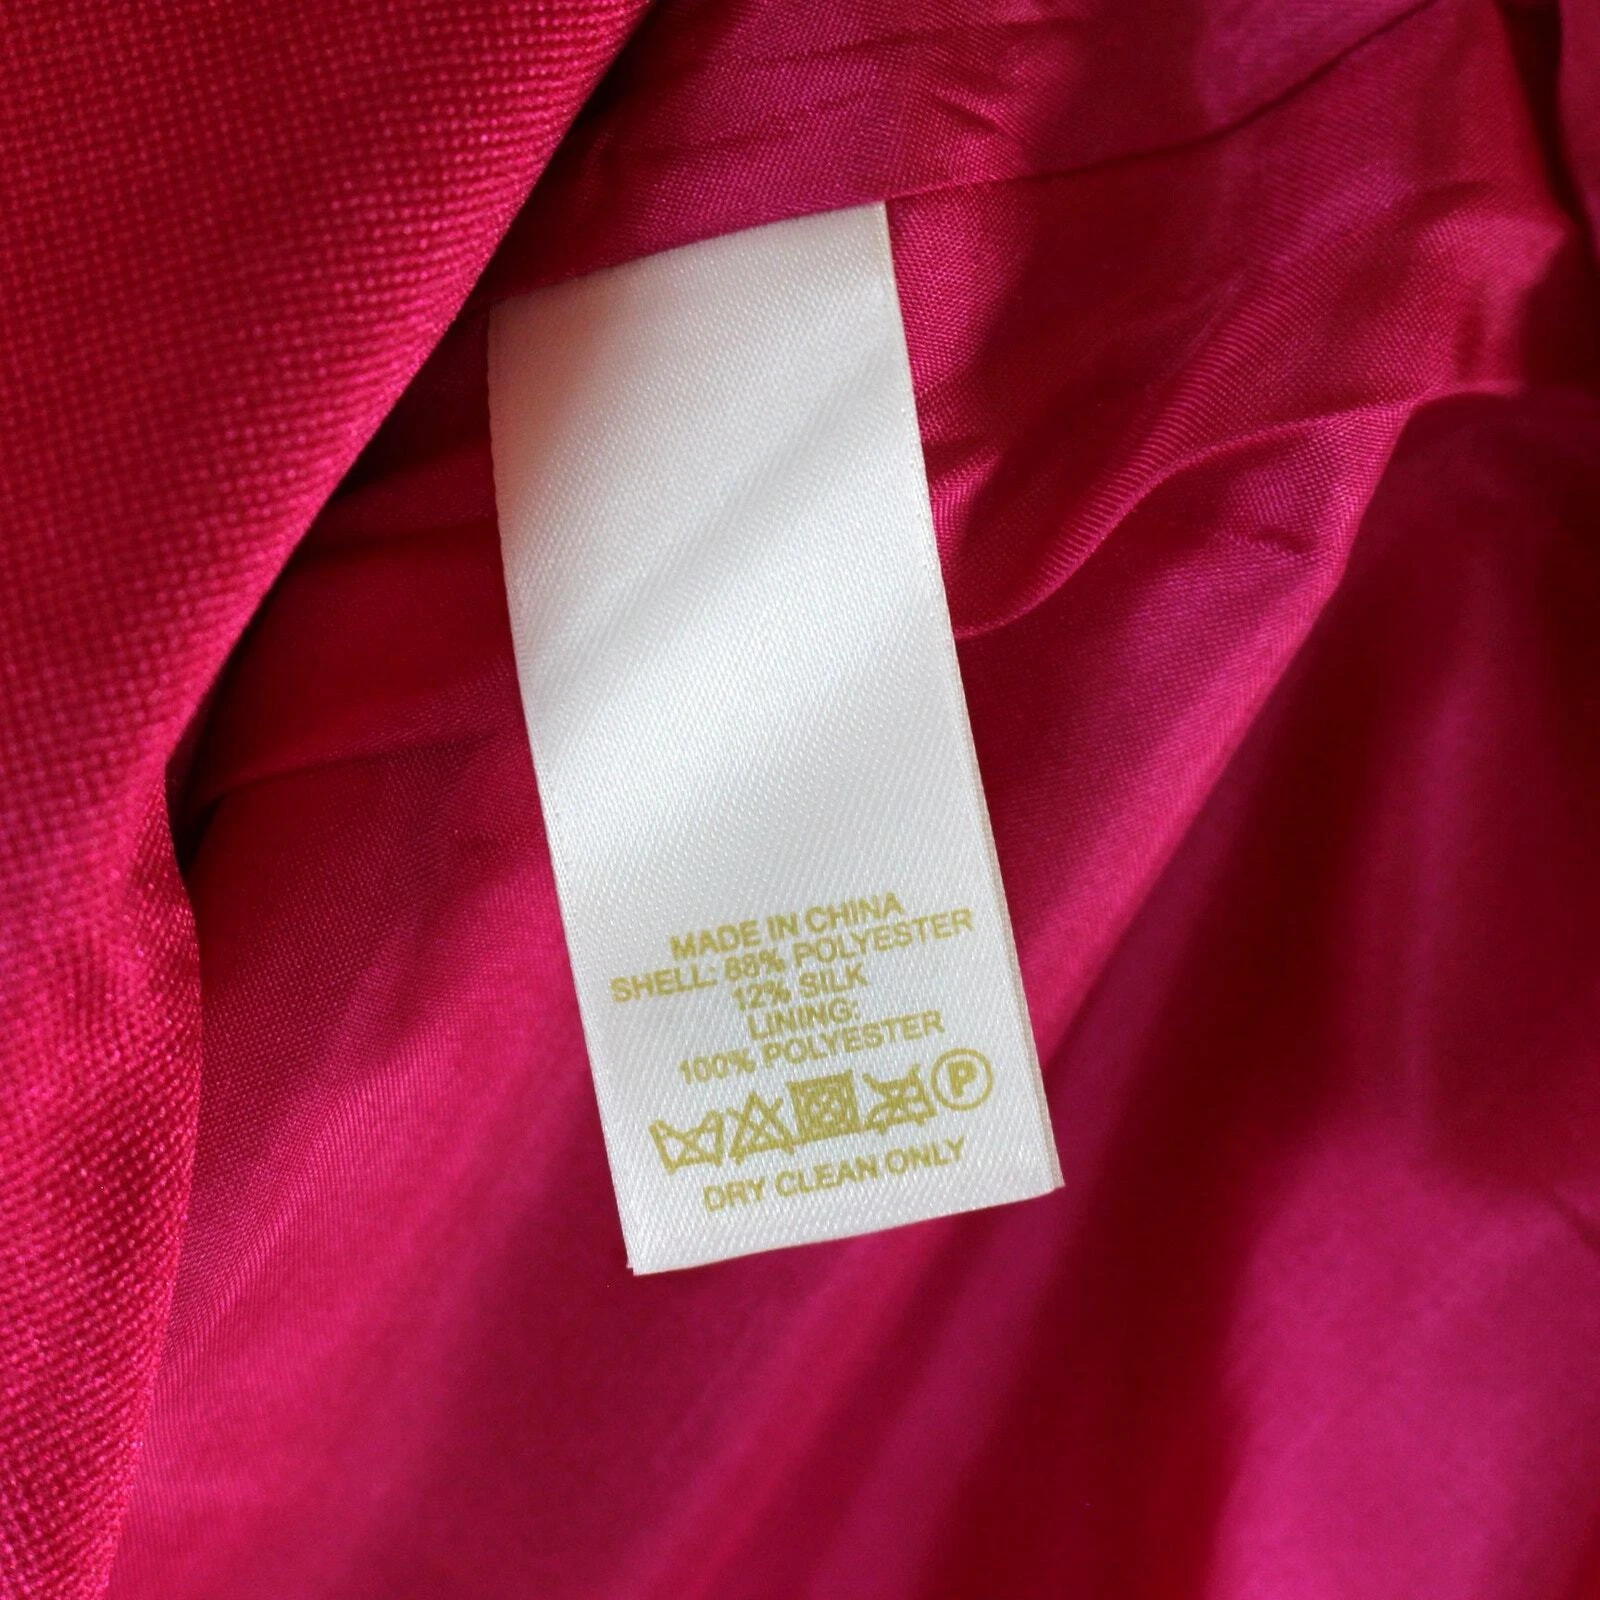 MADE IN CHINA
SHELL: 88% POLYESTER
12% SILK
LINING:
100% POLYESTER
P
DRY CLEAN ONLY